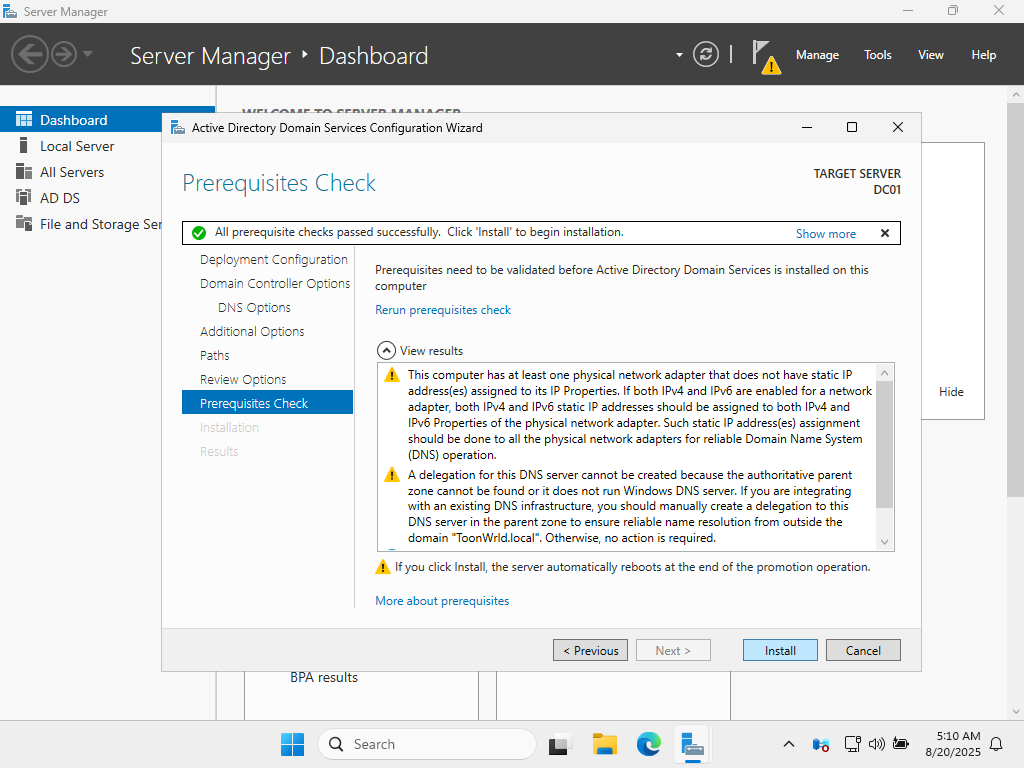 Server Manager
Server Manager ‣ Dashboard
Manage Tools View Help
Dashboard
Local Server
All Servers
AD DS
File and Storage Ser
WELCOME TO SERVER MANAGER
Active Directory Domain Services Configuration Wizard
Prerequisites Check
TARGET SERVER
DC01
All prerequisite checks passed successfully. Click 'Install' to begin installation.
Show more
Deployment Configuration
Domain Controller Options
DNS Options
Additional Options
Paths
Review Options
Prerequisites Check
Installation
Results
Prerequisites need to be validated before Active Directory Domain Services is installed on this
computer
Rerun prerequisites check
View results
This computer has at least one physical network adapter that does not have static IP
address(es) assigned to its IP Properties. If both IPv4 and IPv6 are enabled for a network
adapter, both IPv4 and IPv6 static IP addresses should be assigned to both IPv4 and
IPv6 Properties of the physical network adapter. Such static IP address(es) assignment
should be done to all the physical network adapters for reliable Domain Name System
(DNS) operation.
A delegation for this DNS server cannot be created because the authoritative parent
zone cannot be found or it does not run Windows DNS server. If you are integrating
with an existing DNS infrastructure, you should manually create a delegation to this
DNS server in the parent zone to ensure reliable name resolution from outside the
domain "ToonWrld.local". Otherwise, no action is required.
If you click Install, the server automatically reboots at the end of the promotion operation.
More about prerequisites
< Previous
Next >
Install
Cancel
Hide
BPA results
Search
5:10 AM
8/20/2025